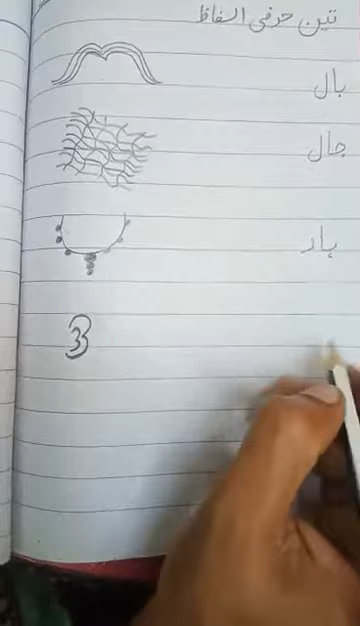 تین حرفی الفاظ
بال
جال
ہار
3